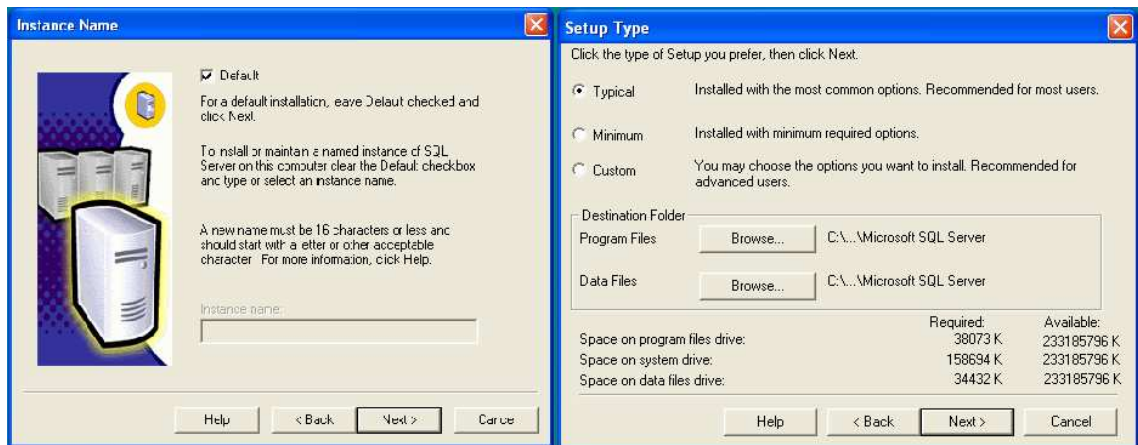 Instance Name
Default
For a default installation, leave Default checked and
click Next.
To install or maintain a named instance of SQL
Server on this computer clear the Default checkbox
and type or select an instance name.
A new name must be 16 characters or less and
should start with a letter or other acceptable
character. For more information, click Help.
Instance name:
Help
< Back
Next >
Cancel
Setup Type
Click the type of Setup you prefer, then click Next.
Typical
Installed with the most common options. Recommended for most users.
Minimum
Installed with minimum required options.
Custom
You may choose the options you want to install. Recommended for
advanced users.
Destination Folder
Program Files
Browse...
C:\...\Microsoft SQL Server
Data Files
Browse...
C:\...\Microsoft SQL Server
Required: Available:
Space on program files drive: 38073 K 233185796 K
Space on system drive: 158694 K 233185796 K
Space on data files drive: 34432 K 233185796 K
Help
< Back
Next >
Cancel